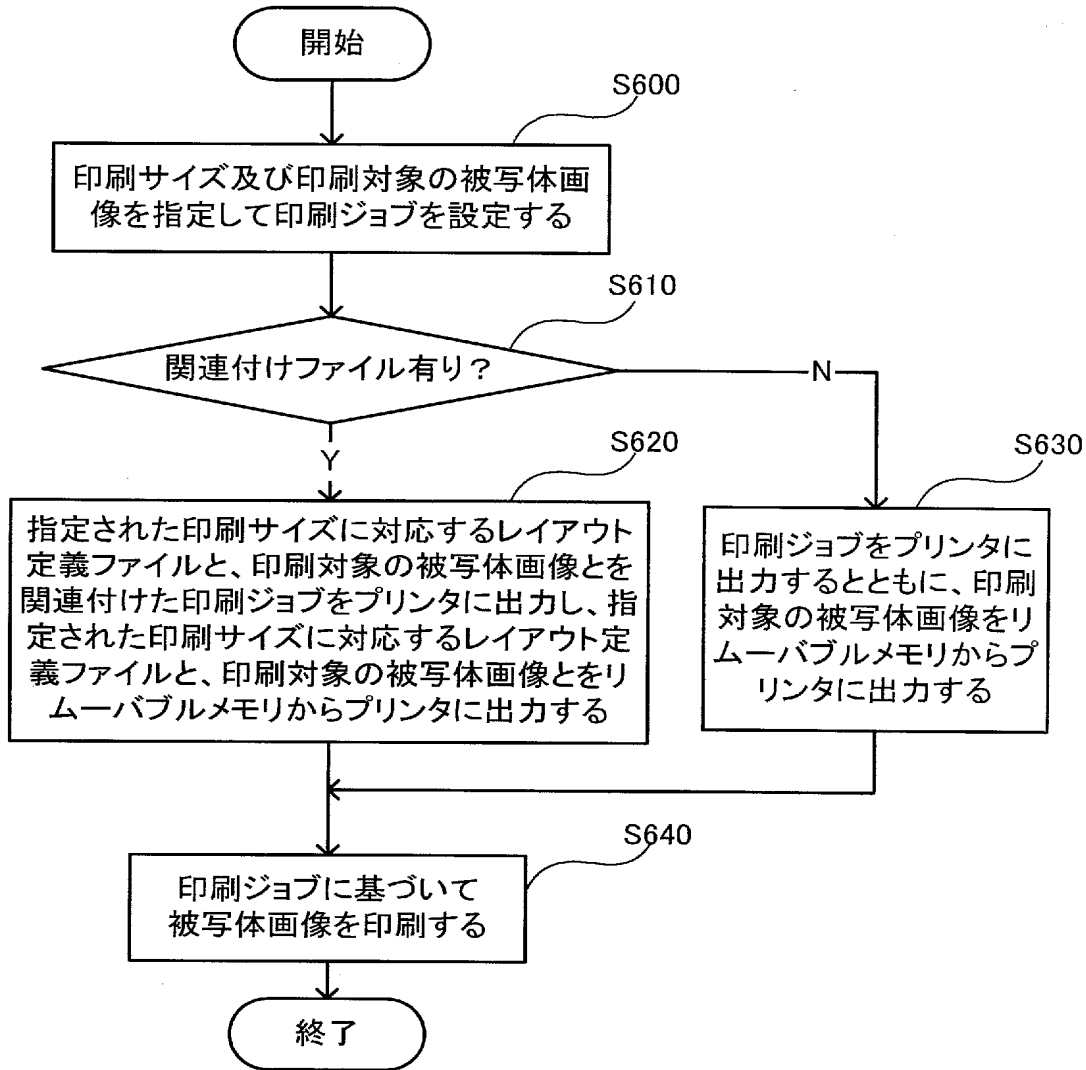 開始
S600
印刷サイズ及び印刷対象の被写体画
像を指定して印刷ジョブを設定する
S610
関連付けファイル有り？
N
Y
S620
指定された印刷サイズに対応するレイアウト
定義ファイルと、印刷対象の被写体画像とを
関連付けた印刷ジョブをプリンタに出力し、指
定された印刷サイズに対応するレイアウト定
義ファイルと、印刷対象の被写体画像とをリ
ムーバブルメモリからプリンタに出力する
S630
印刷ジョブをプリンタに
出力するとともに、印刷
対象の被写体画像をリ
ムーバブルメモリからプ
リンタに出力する
S640
印刷ジョブに基づいて
被写体画像を印刷する
終了